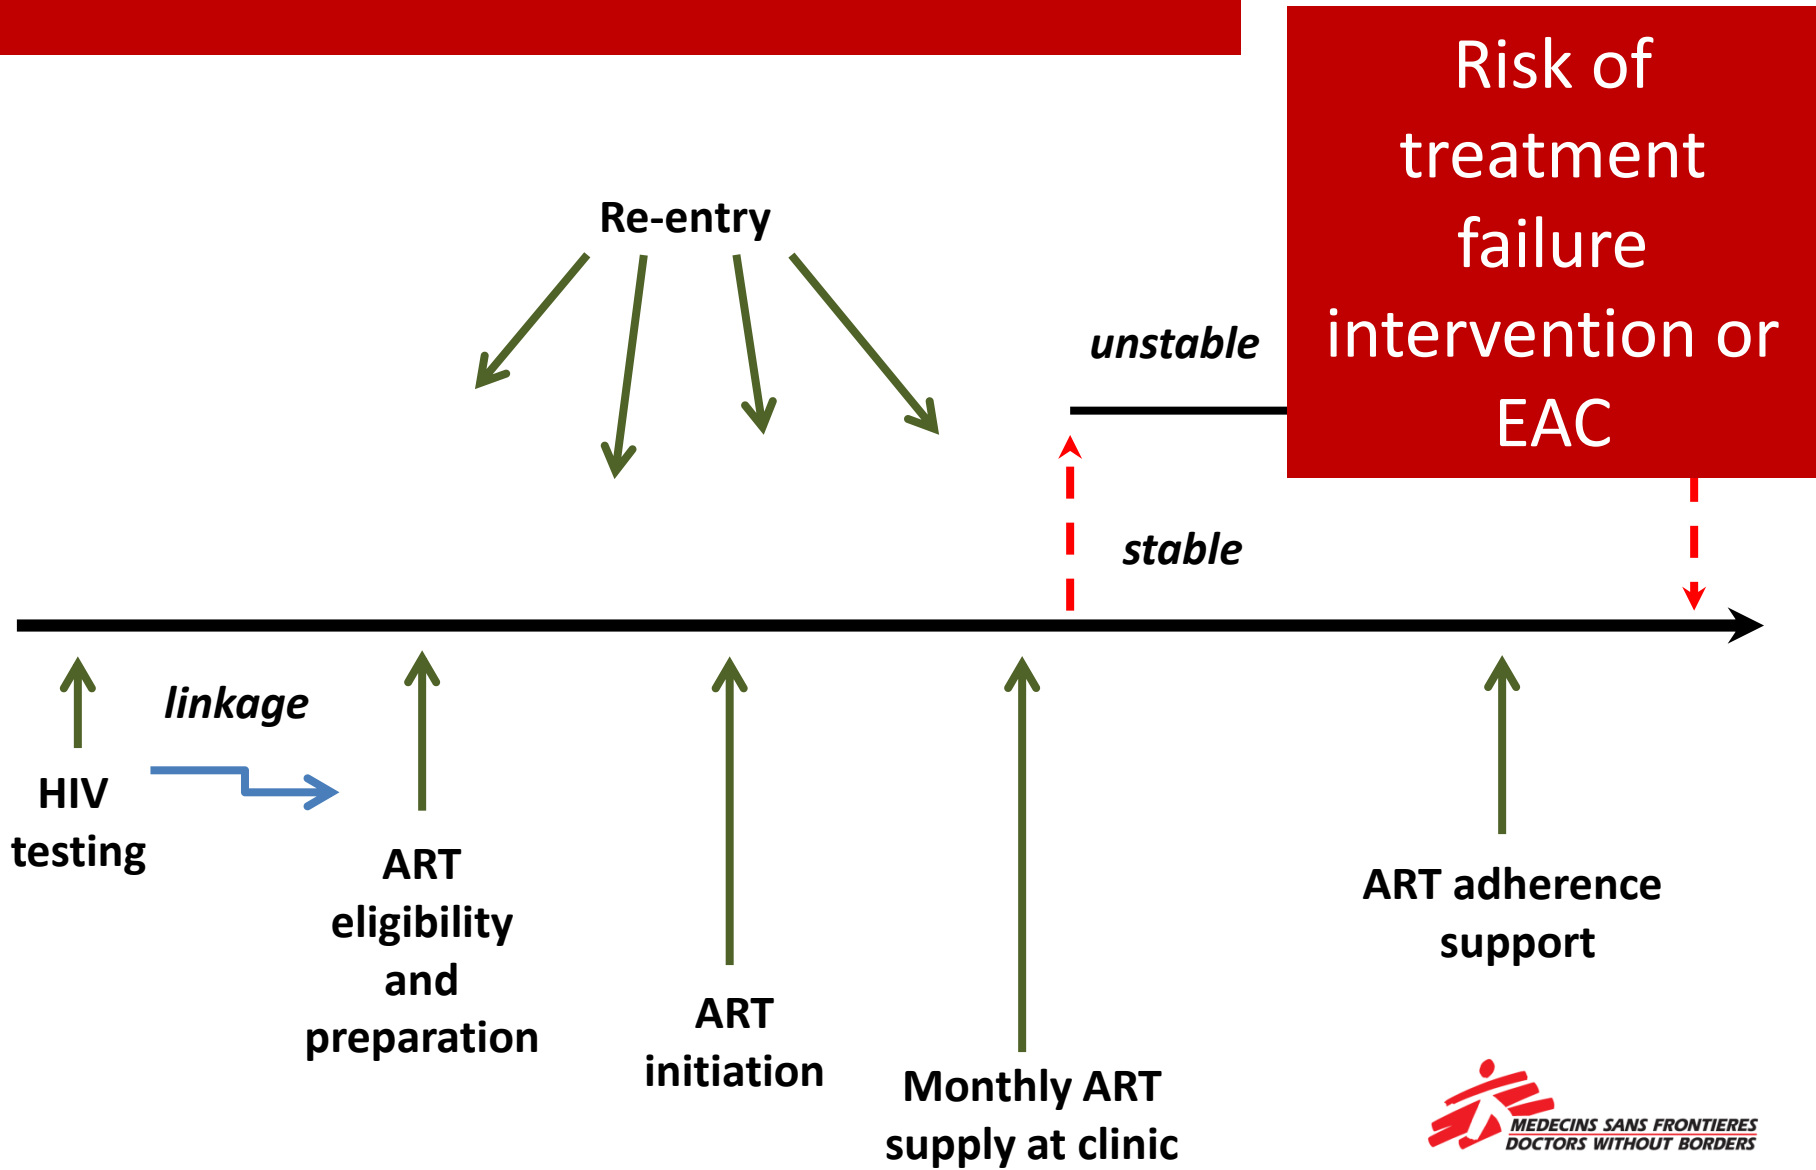 Risk of
treatment
failure
intervention or
EAC
Re-entry
unstable
stable
linkage
HIV
testing
ART
eligibility
and
preparation
ART
initiation
Monthly ART
supply at clinic
ART adherence
support
MEDECINS SANS FRONTIERES
DOCTORS WITHOUT BORDERS